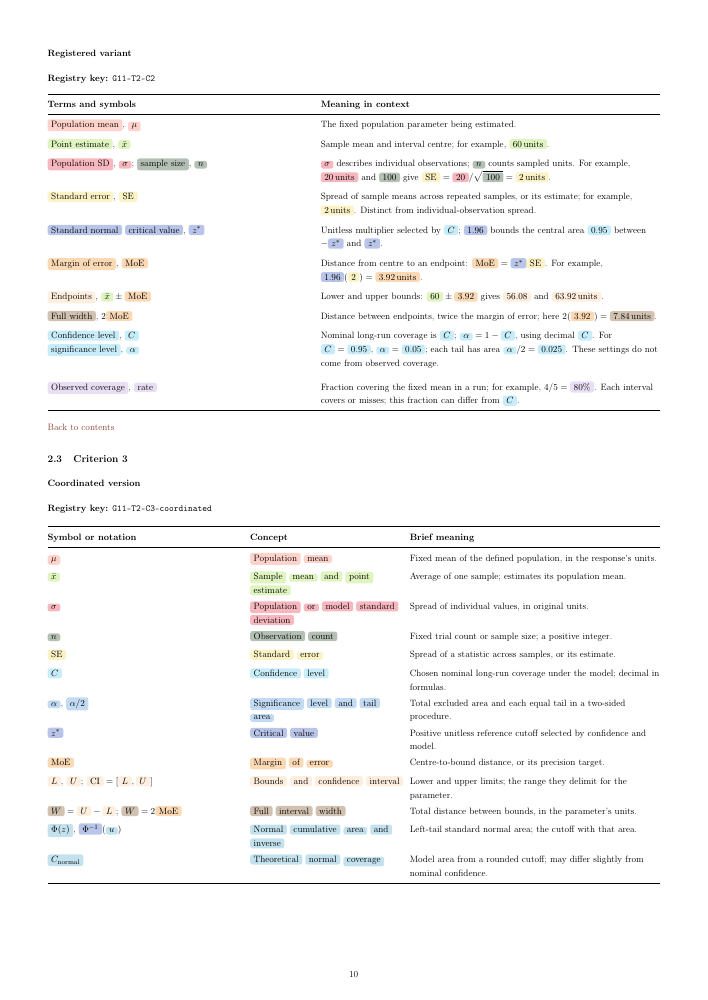 Registered variant
Registry key: G11-T2-C2
Terms and symbols Meaning in context
Population mean, μ The fixed population parameter being estimated.
Point estimate, x̄ Sample mean and interval centre; for example, 60 units.
Population SD, σ; sample size, n σ describes individual observations; n counts sampled units. For example,
20 units and 100 give SE = 20/√100 = 2 units.
Standard error, SE Spread of sample means across repeated samples, or its estimate; for example,
2 units. Distinct from individual-observation spread.
Standard normal critical value, z* Unitless multiplier selected by C; 1.96 bounds the central area 0.95 between
−z* and z*.
Margin of error, MoE Distance from centre to an endpoint: MoE = z* SE. For example,
1.96(2) = 3.92 units.
Endpoints, x̄ ± MoE Lower and upper bounds: 60 ± 3.92 gives 56.08 and 63.92 units.
Full width, 2 MoE Distance between endpoints, twice the margin of error; here 2(3.92) = 7.84 units.
Confidence level, C Nominal long-run coverage is C; α = 1 − C, using decimal C. For
significance level, α C = 0.95, α = 0.05; each tail has area α/2 = 0.025. These settings do not
come from observed coverage.
Observed coverage, rate Fraction covering the fixed mean in a run; for example, 4/5 = 80%. Each interval
covers or misses; this fraction can differ from C.
Back to contents
2.3 Criterion 3
Coordinated version
Registry key: G11-T2-C3-coordinated
Symbol or notation Concept Brief meaning
μ Population mean Fixed mean of the defined population, in the response's units.
x̄ Sample mean and point Average of one sample; estimates its population mean.
estimate
σ Population or model standard Spread of individual values, in original units.
deviation
n Observation count Fixed trial count or sample size; a positive integer.
SE Standard error Spread of a statistic across samples, or its estimate.
C Confidence level Chosen nominal long-run coverage under the model; decimal in
formulas.
α, α/2 Significance level and tail Total excluded area and each equal tail in a two-sided
area procedure.
z* Critical value Positive unitless reference cutoff selected by confidence and
model.
MoE Margin of error Centre-to-bound distance, or its precision target.
L, U; CI = [L, U] Bounds and confidence interval Lower and upper limits; the range they delimit for the
parameter.
W = U − L; W = 2 MoE Full interval width Total distance between bounds, in the parameter's units.
Φ(z), Φ⁻¹(u) Normal cumulative area and Left-tail standard normal area; the cutoff with that area.
inverse
C_normal Theoretical normal coverage Model area from a rounded cutoff; may differ slightly from
nominal confidence.
10